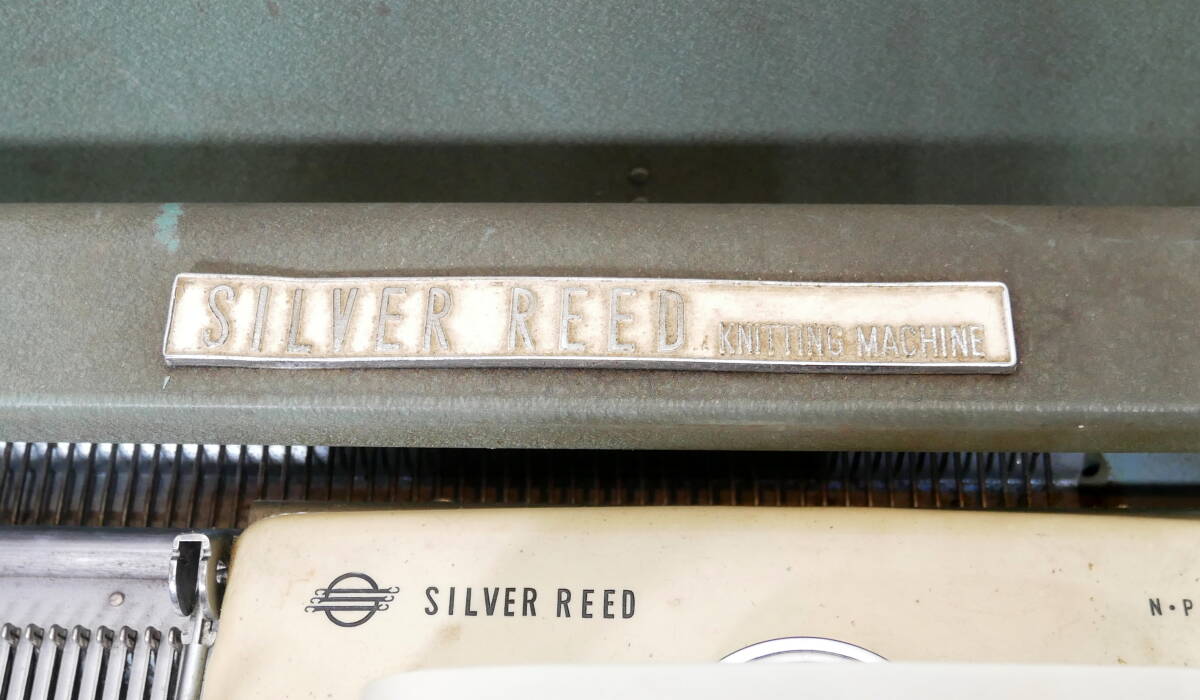 SILVER REED KNITTING MACHINE
SILVER REED
N•P